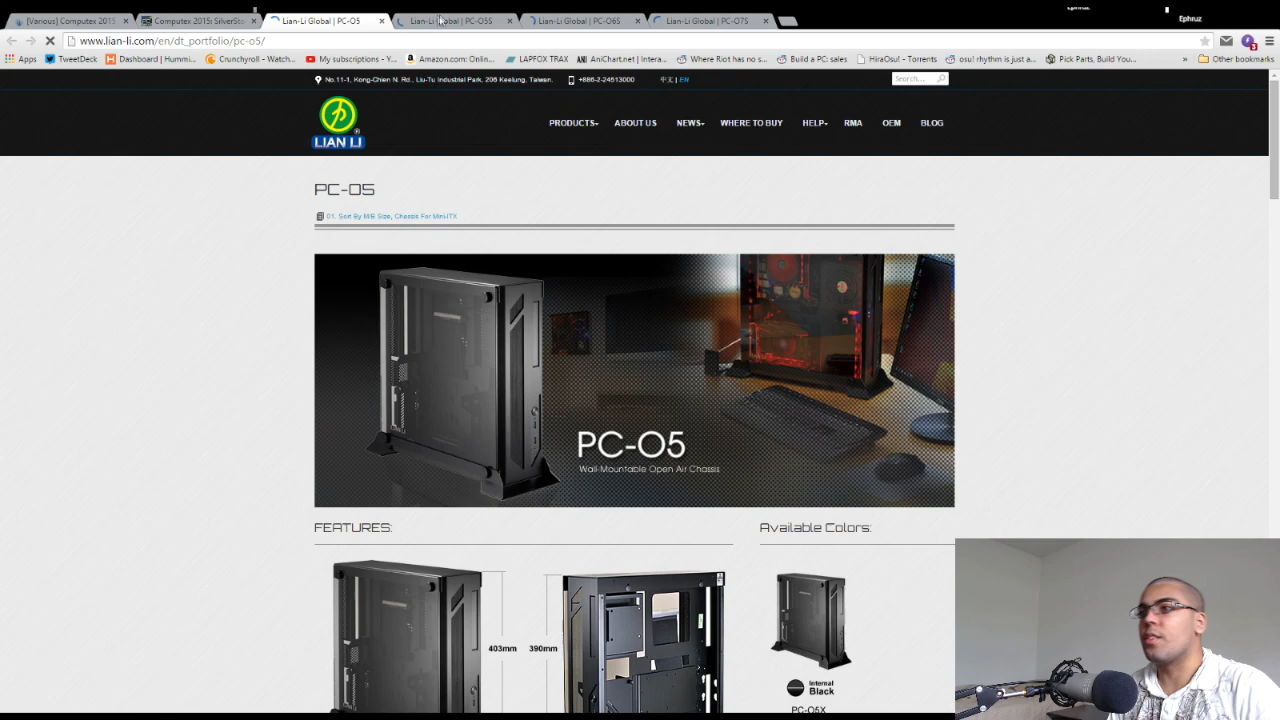 Ephruz
Ephruz
[Various] Computex 2015
Computex 2015: SilverSto
Lian-Li Global | PC-O5
Lian-Li Global | PC-O5S
Lian-Li Global | PC-O6S
Lian-Li Global | PC-O7S
www.lian-li.com/en/dt_portfolio/pc-o5/
3
Apps
TweetDeck
Dashboard | Hummi...
Crunchyroll - Watch...
My subscriptions - Y...
Amazon.com: Onlin...
LAPFOX TRAX
AniChart.net | Intera...
Where Riot has no s...
Build a PC: sales
HiraOsu! - Torrents
osu! rhythm is just a...
Pick Parts, Build You...
»
Other bookmarks
No.11-1, Kong-Chien N. Rd., Liu-Tu Industrial Park, 206 Keelung, Taiwan.
+886-2-24513000
中文 | EN
Search...
LIAN LI
PRODUCTS
ABOUT US
NEWS
WHERE TO BUY
HELP
RMA
OEM
BLOG
PC-O5
01. Sort By M/B Size, Chassis For Mini-ITX
PC-O5
Wall-Mountable Open Air Chassis
FEATURES:
Available Colors:
403mm
390mm
Internal
Black
PC-O5X